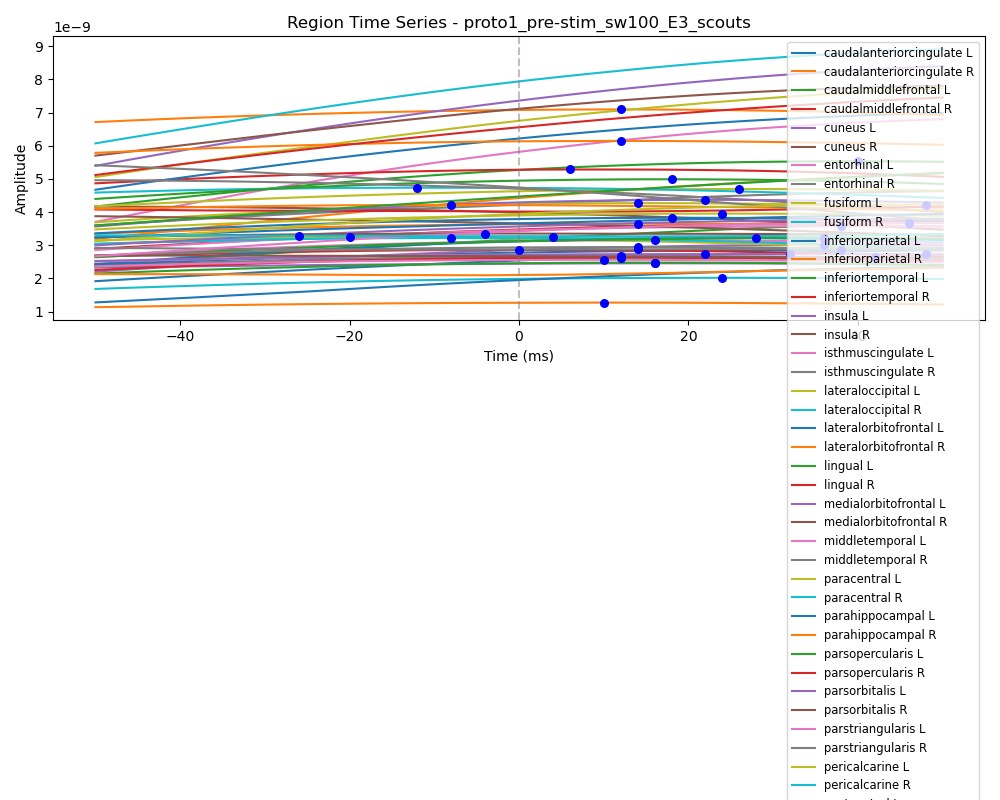 Region Time Series - proto1_pre-stim_sw100_E3_scouts
1e−9
9
8
7
6
5
4
3
2
1
Amplitude
−40
−20
0
20
Time (ms)
caudalanteriorcingulate L
caudalanteriorcingulate R
caudalmiddlefrontal L
caudalmiddlefrontal R
cuneus L
cuneus R
entorhinal L
entorhinal R
fusiform L
fusiform R
inferiorparietal L
inferiorparietal R
inferiortemporal L
inferiortemporal R
insula L
insula R
isthmuscingulate L
isthmuscingulate R
lateraloccipital L
lateraloccipital R
lateralorbitofrontal L
lateralorbitofrontal R
lingual L
lingual R
medialorbitofrontal L
medialorbitofrontal R
middletemporal L
middletemporal R
paracentral L
paracentral R
parahippocampal L
parahippocampal R
parsopercularis L
parsopercularis R
parsorbitalis L
parsorbitalis R
parstriangularis L
parstriangularis R
pericalcarine L
pericalcarine R